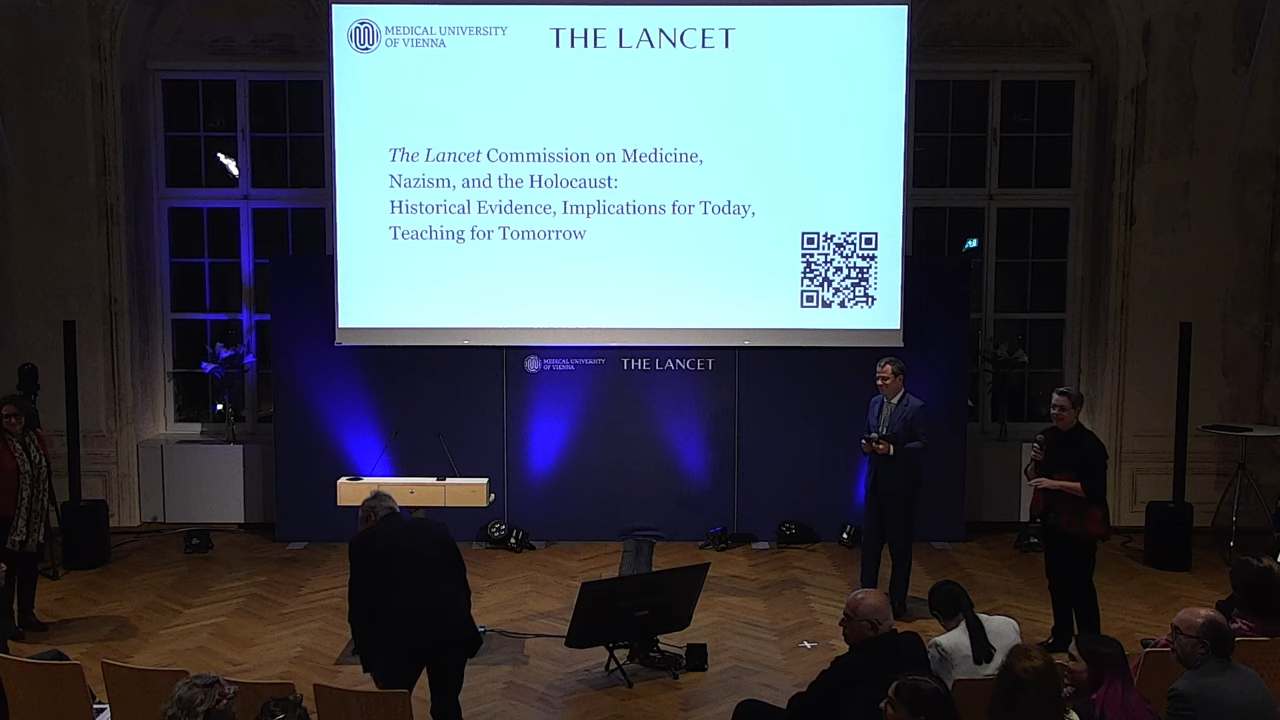 MEDICAL UNIVERSITY
OF VIENNA
THE LANCET
The Lancet Commission on Medicine,
Nazism, and the Holocaust:
Historical Evidence, Implications for Today,
Teaching for Tomorrow
MEDICAL UNIVERSITY
OF VIENNA
THE LANCET